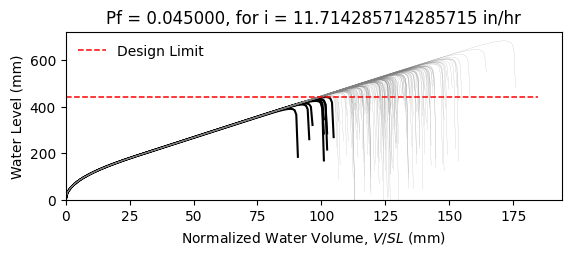 Pf = 0.045000, for i = 11.714285714285715 in/hr
Design Limit
Water Level (mm)
600
400
200
0
0 25 50 75 100 125 150 175
Normalized Water Volume, V/SL (mm)